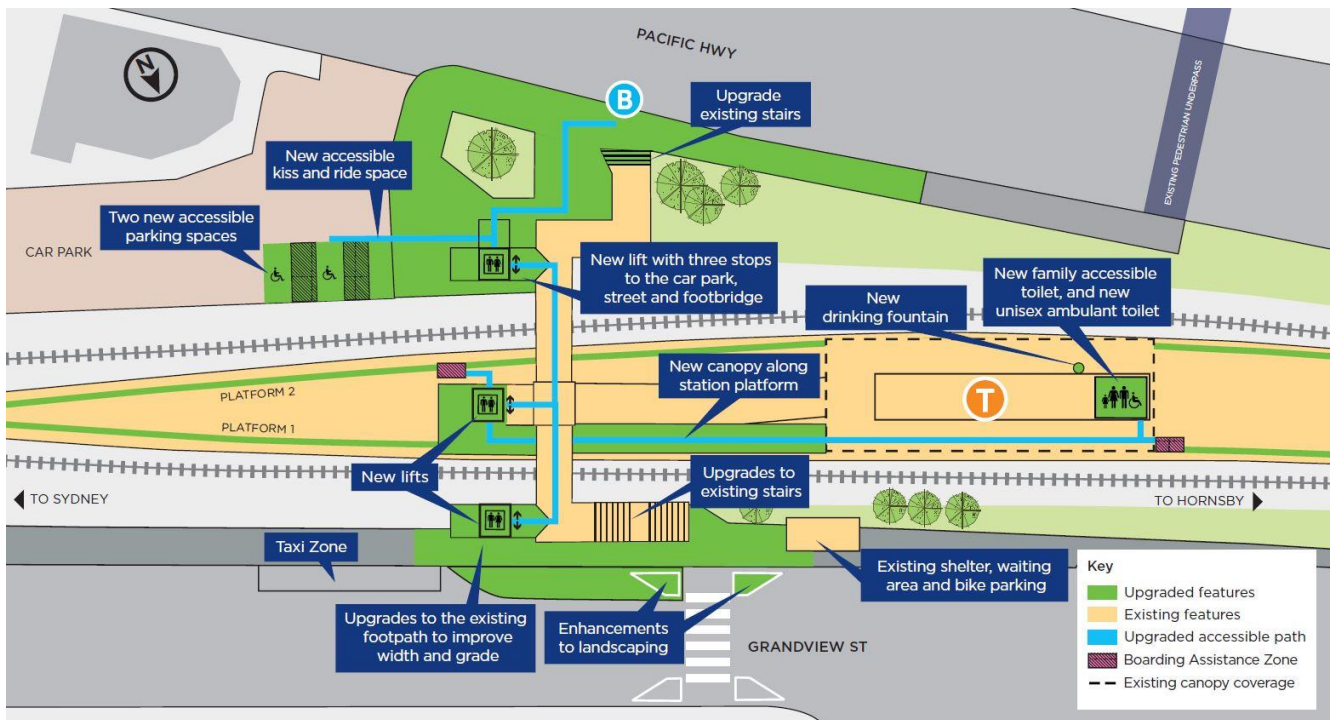 PACIFIC HWY
N
B
Upgrade
existing stairs
EXISTING PEDESTRIAN UNDERPASS
New accessible
kiss and ride space
Two new accessible
parking spaces
CAR PARK
New lift with three stops
to the car park,
street and footbridge
New family accessible
toilet, and new
unisex ambulant toilet
New
drinking fountain
New canopy along
station platform
PLATFORM 2
T
PLATFORM 1
New lifts
Upgrades to
existing stairs
TO SYDNEY
TO HORNSBY
Taxi Zone
Existing shelter, waiting
area and bike parking
Upgrades to the existing
footpath to improve
width and grade
Enhancements
to landscaping
GRANDVIEW ST
Key
Upgraded features
Existing features
Upgraded accessible path
Boarding Assistance Zone
Existing canopy coverage